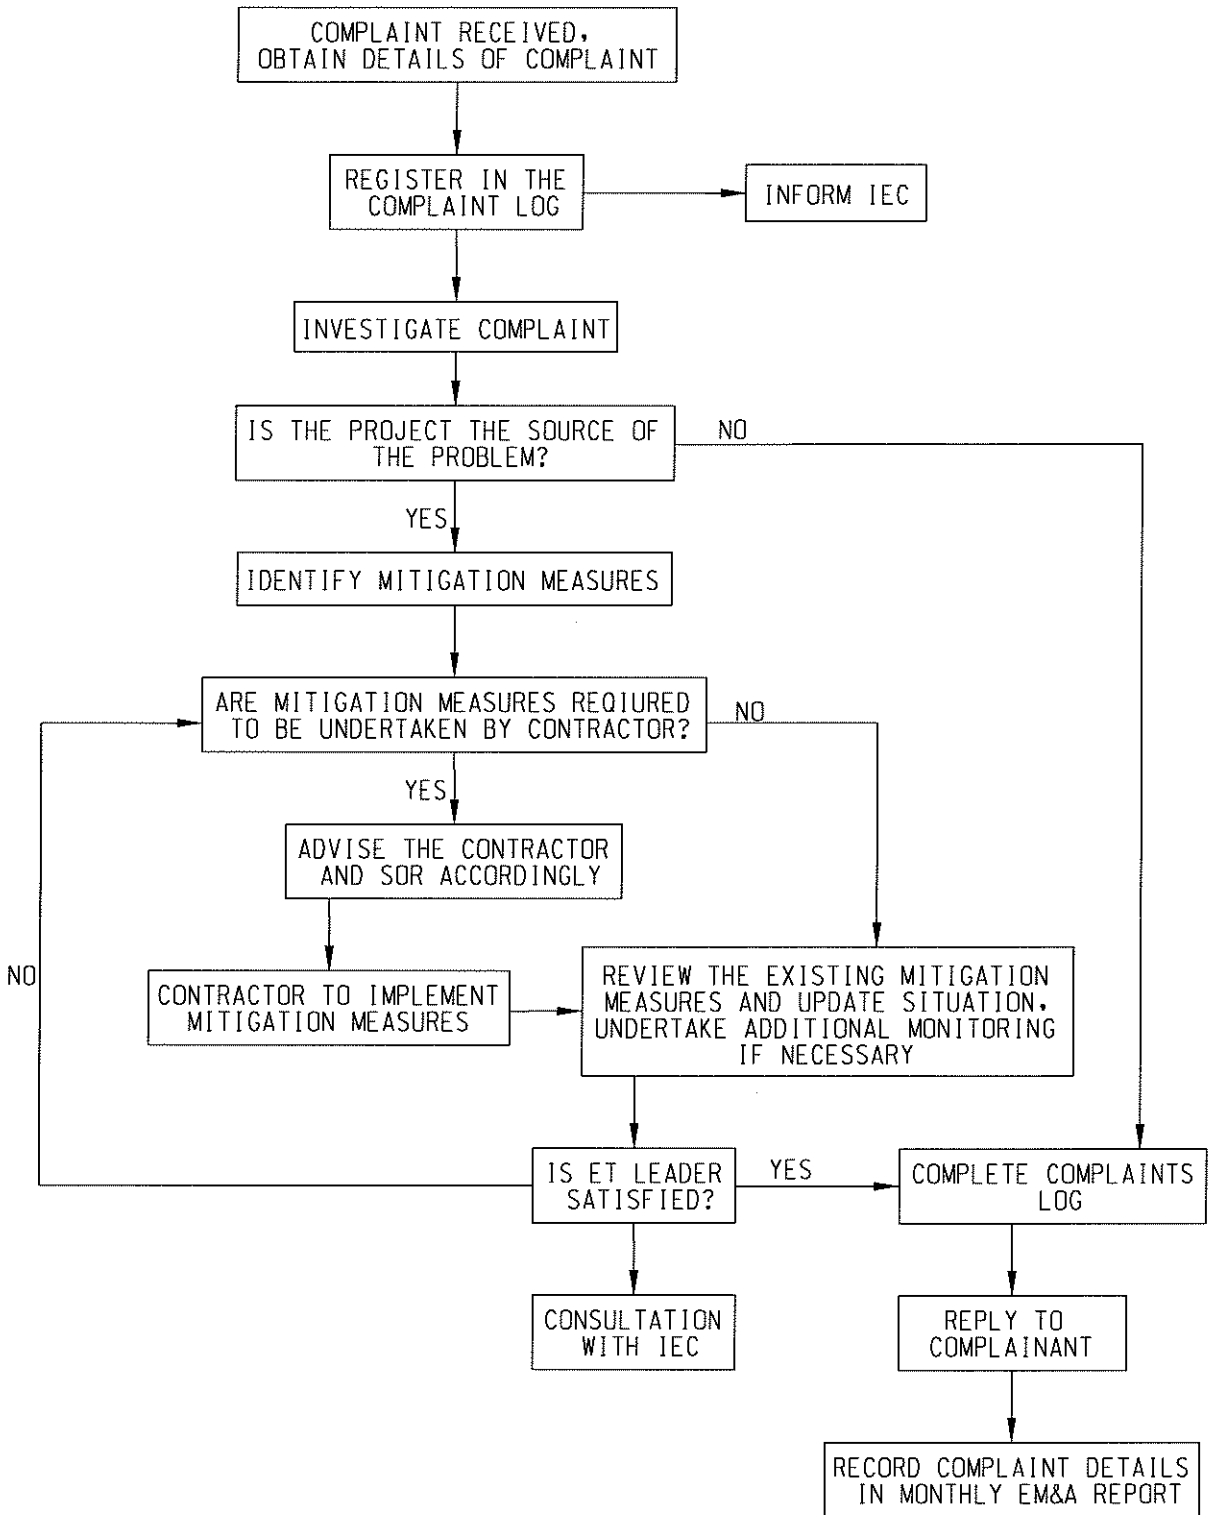 COMPLAINT RECEIVED,
OBTAIN DETAILS OF COMPLAINT
REGISTER IN THE
COMPLAINT LOG
INFORM IEC
INVESTIGATE COMPLAINT
IS THE PROJECT THE SOURCE OF
THE PROBLEM?
NO
YES
IDENTIFY MITIGATION MEASURES
ARE MITIGATION MEASURES REQIURED
TO BE UNDERTAKEN BY CONTRACTOR?
NO
YES
ADVISE THE CONTRACTOR
AND SOR ACCORDINGLY
NO
CONTRACTOR TO IMPLEMENT
MITIGATION MEASURES
REVIEW THE EXISTING MITIGATION
MEASURES AND UPDATE SITUATION,
UNDERTAKE ADDITIONAL MONITORING
IF NECESSARY
IS ET LEADER
SATISFIED?
YES
COMPLETE COMPLAINTS
LOG
CONSULTATION
WITH IEC
REPLY TO
COMPLAINANT
RECORD COMPLAINT DETAILS
IN MONTHLY EM&A REPORT